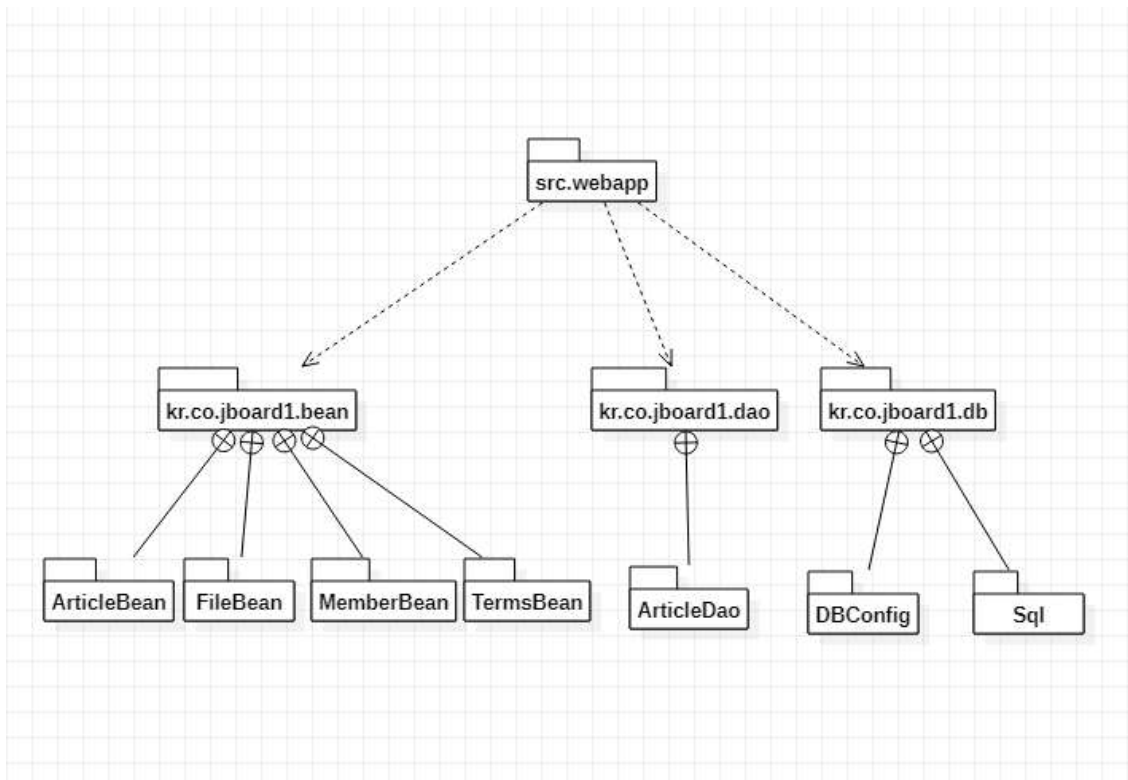 src.webapp
kr.co.jboard1.bean
kr.co.jboard1.dao
kr.co.jboard1.db
ArticleBean
FileBean
MemberBean
TermsBean
ArticleDao
DBConfig
Sql